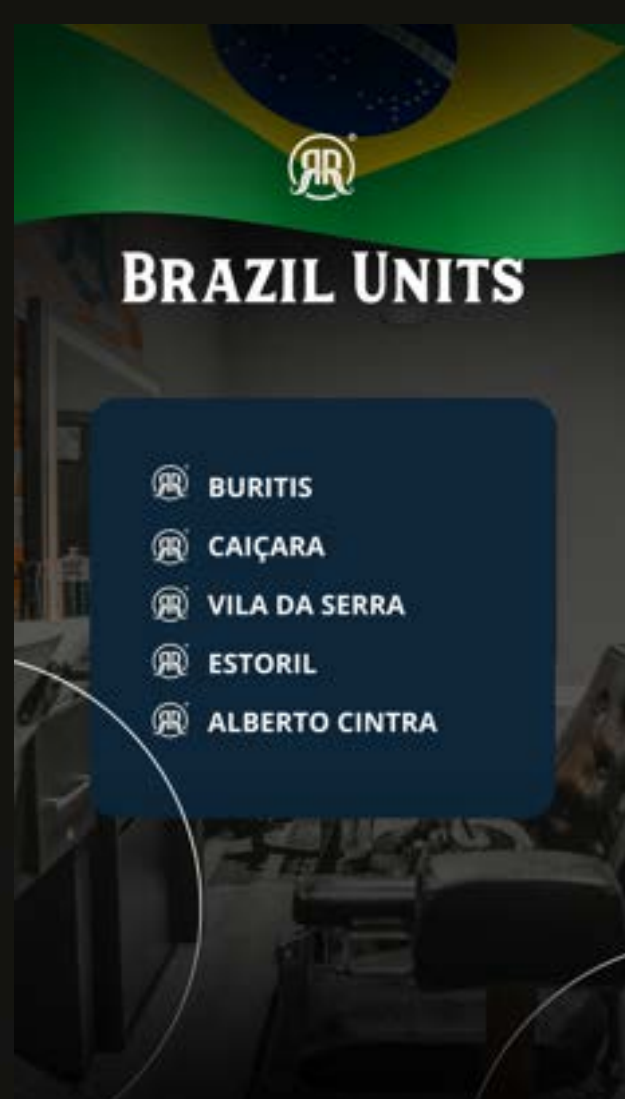 BRAZIL UNITS
BURITIS
CAIÇARA
VILA DA SERRA
ESTORIL
ALBERTO CINTRA